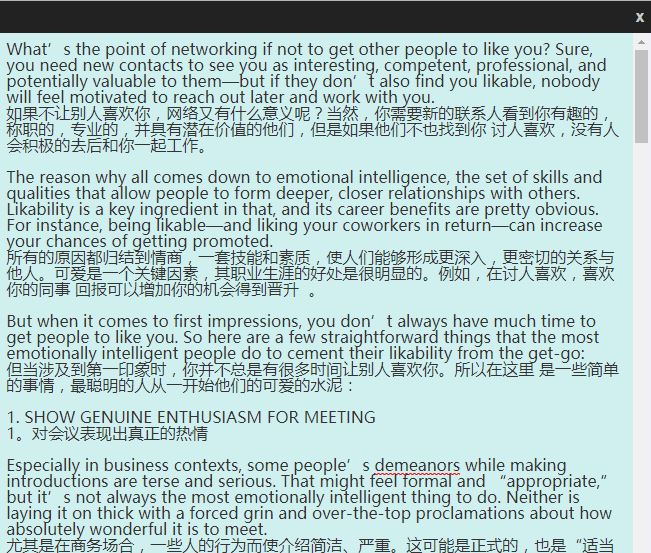 x
What's the point of networking if not to get other people to like you? Sure,
you need new contacts to see you as interesting, competent, professional, and
potentially valuable to them—but if they don't also find you likable, nobody
will feel motivated to reach out later and work with you.
如果不让别人喜欢你，网络又有什么意义呢？当然，你需要新的联系人看到你有趣的，
称职的，专业的，并具有潜在价值的他们，但是如果他们不也找到你 讨人喜欢，没有人
会积极的去后和你一起工作。
The reason why all comes down to emotional intelligence, the set of skills and
qualities that allow people to form deeper, closer relationships with others.
Likability is a key ingredient in that, and its career benefits are pretty obvious.
For instance, being likable—and liking your coworkers in return—can increase
your chances of getting promoted.
所有的原因都归结到情商，一套技能和素质，使人们能够形成更深入，更密切的关系与
他人。可爱是一个关键因素，其职业生涯的好处是很明显的。例如，在讨人喜欢，喜欢
你的同事 回报可以增加你的机会得到晋升 。
But when it comes to first impressions, you don't always have much time to
get people to like you. So here are a few straightforward things that the most
emotionally intelligent people do to cement their likability from the get-go:
但当涉及到第一印象时，你并不总是有很多时间让别人喜欢你。所以在这里 是一些简单
的事情，最聪明的人从一开始他们的可爱的水泥：
1. SHOW GENUINE ENTHUSIASM FOR MEETING
1。对会议表现出真正的热情
Especially in business contexts, some people's demeanors while making
introductions are terse and serious. That might feel formal and “appropriate,”
but it's not always the most emotionally intelligent thing to do. Neither is
laying it on thick with a forced grin and over-the-top proclamations about how
absolutely wonderful it is to meet.
尤其是在商务场合，一些人的行为而使介绍简洁、严重。这可能是正式的，也是“适当